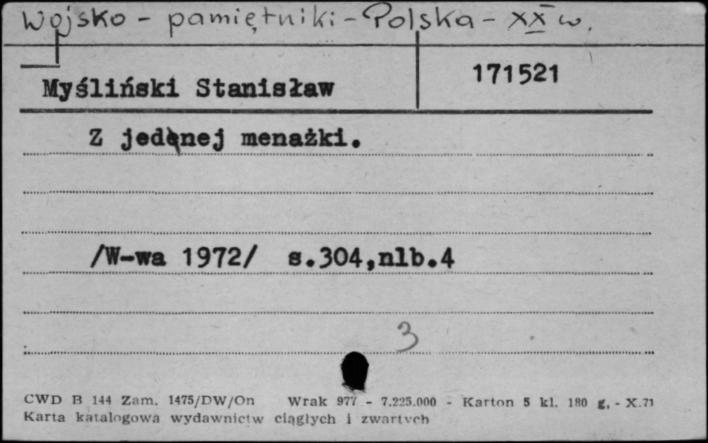 Wojsko - pamiętniki - Polska - XX w.
Myśliński Stanisław
171521
Z jednej menażki.
/W-wa 1972/ s.304,nlb.4
3
CWD B 144 Zam. 1475/DW/On Wrak 977 - 7.225.000 - Karton 5 kl. 180 g. - X.71
Karta katalogowa wydawnictw ciągłych i zwartych